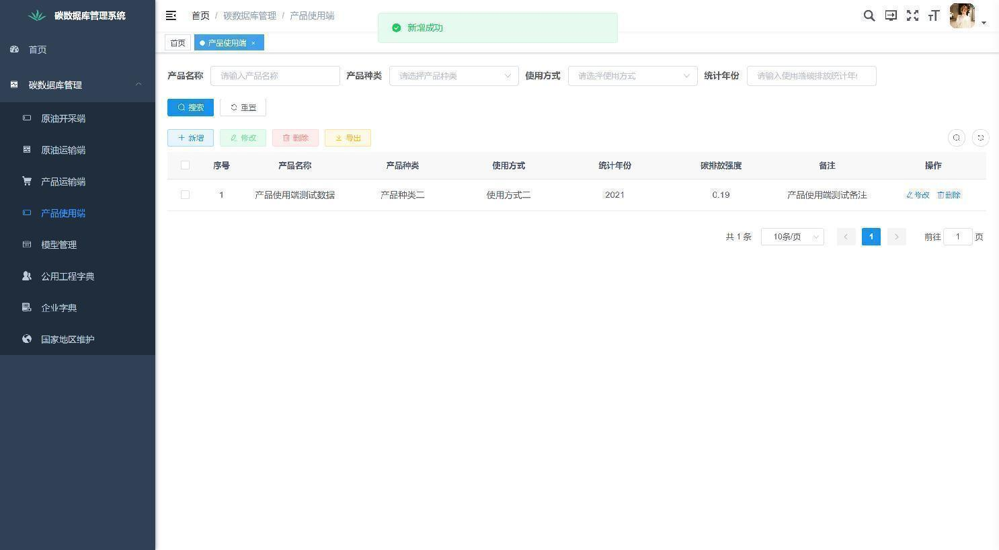 碳数据库管理系统
首页
碳数据库管理
原油开采端
原油运输端
产品运输端
产品使用端
模型管理
公用工程字典
企业字典
国家地区维护
首页 / 碳数据库管理 / 产品使用端
新增成功
首页 产品使用端 ×
产品名称 请输入产品名称 产品种类 请选择产品种类 使用方式 请选择使用方式 统计年份 请输入使用端碳排放统计年份
搜索 重置
新增 修改 删除 导出
序号 产品名称 产品种类 使用方式 统计年份 碳排放强度 备注 操作
1 产品使用端测试数据 产品种类二 使用方式二 2021 0.19 产品使用端测试备注 修改 删除
共 1 条 10条/页 < 1 > 前往 1 页